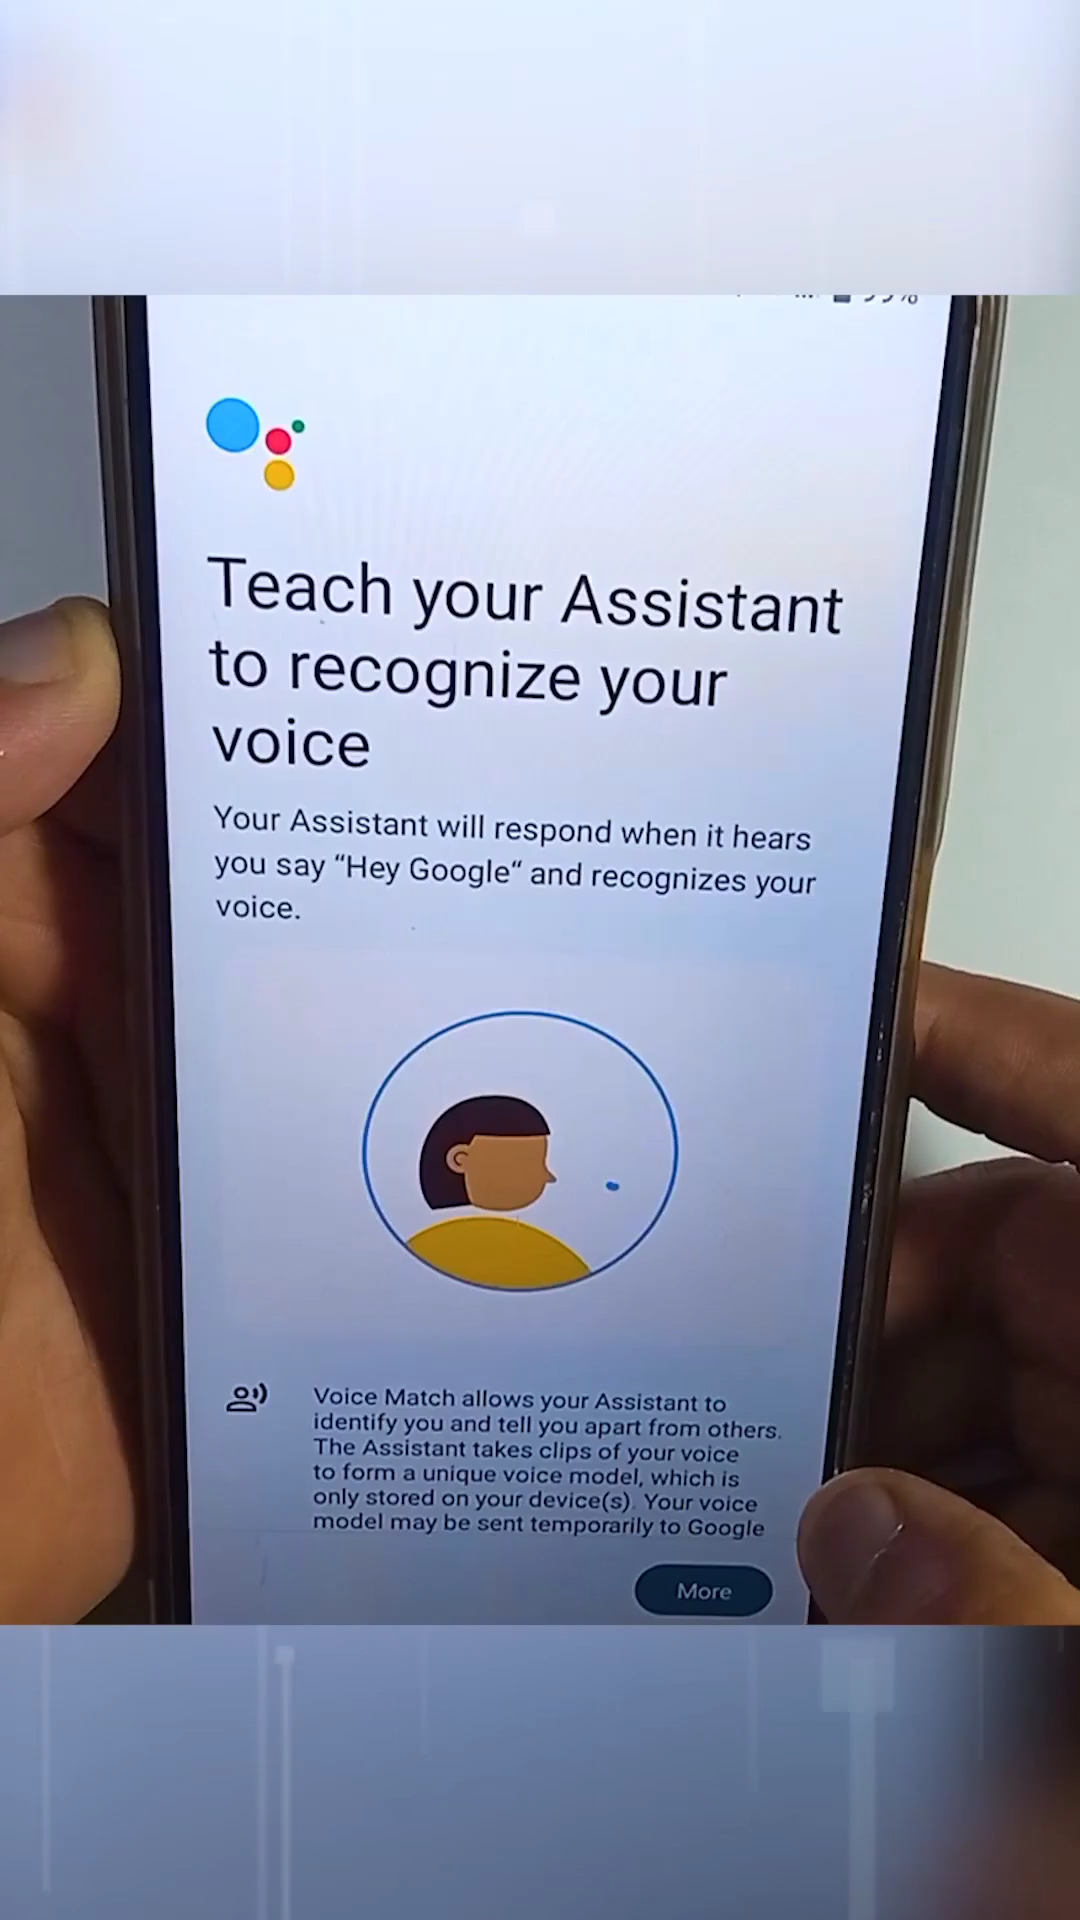 Teach your Assistant
to recognize your
voice
Your Assistant will respond when it hears
you say “Hey Google“ and recognizes your
voice.
Voice Match allows your Assistant to
identify you and tell you apart from others.
The Assistant takes clips of your voice
to form a unique voice model, which is
only stored on your device(s). Your voice
model may be sent temporarily to Google
More